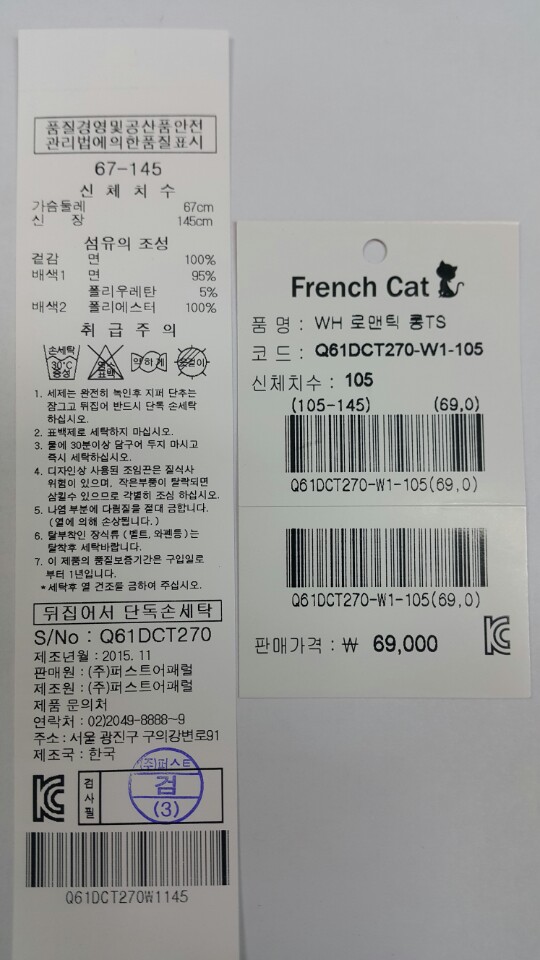 품질경영및공산품안전
관리법에의한품질표시
67-145
신 체 치 수
가슴둘레 67cm
신 장 145cm
섬유의 조성
겉감 면 100%
배색1 면 95%
폴리우레탄 5%
배색2 폴리에스터 100%
취 급 주 의
손세탁
30℃
중성
염소
표백
약하게
1. 세제는 완전히 녹인후 지퍼 단추는
잠그고 뒤집어 반드시 단독 손세탁
하십시오.
2. 표백제로 세탁하지 마십시오.
3. 물에 30분이상 담구어 두지 마시고
즉시 세탁하십시오.
4. 디자인상 사용된 조임끈은 질식사
위험이 있으며, 작은부품이 탈락되면
삼킬수 있으므로 각별히 조심 하십시오.
5. 나염 부분에 다림질을 절대 금합니다.
(열에 의해 손상됩니다.)
6. 탈부착인 장식류(벨트, 와펜등)는
탈착후 세탁바랍니다.
7. 이 제품의 품질보증기간은 구입일로
부터 1년입니다.
*세탁후 열 건조를 금하여 주십시오.
뒤집어서 단독손세탁
S/No : Q61DCT270
제조년월 : 2015. 11
판매원 : (주)퍼스트어패럴
제조원 : (주)퍼스트어패럴
제품 문의처
연락처 : 02)2049-8888~9
주소 : 서울 광진구 구의강변로91
제조국 : 한국
KC
검사필
(주)퍼스트
검
(3)
Q61DCT270W1145
French Cat
품 명 : WH 로맨틱 롱TS
코 드 : Q61DCT270-W1-105
신체치수 : 105
(105-145) (69,0)
Q61DCT270-W1-105(69,0)
Q61DCT270-W1-105(69,0)
판매가격 : ₩ 69,000
KC